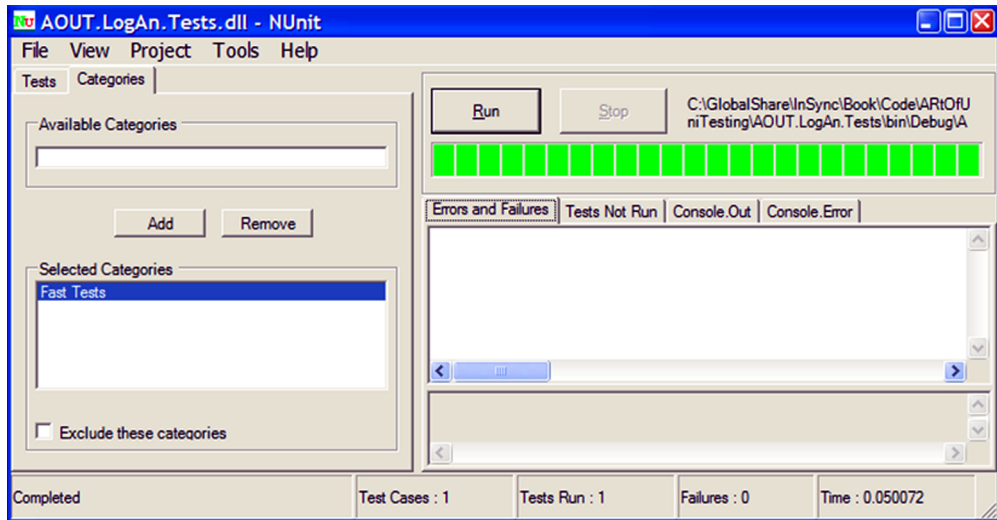 Nu AOUT.LogAn.Tests.dll - NUnit
File View Project Tools Help
Tests Categories
Available Categories
Add Remove
Selected Categories
Fast Tests
Exclude these categories
Run Stop
C:\GlobalShare\InSync\Book\Code\ARtOfU
niTesting\AOUT.LogAn.Tests\bin\Debug\A
Errors and Failures Tests Not Run Console.Out Console.Error
Completed Test Cases : 1 Tests Run : 1 Failures : 0 Time : 0.050072